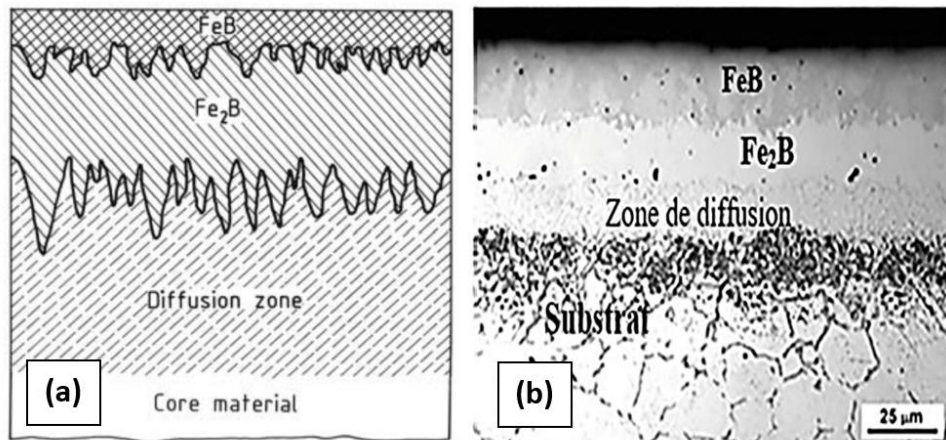 FeB
Fe₂B
Diffusion zone
Core material
(a)
FeB
Fe₂B
Zone de diffusion
Substrat
25 µm
(b)